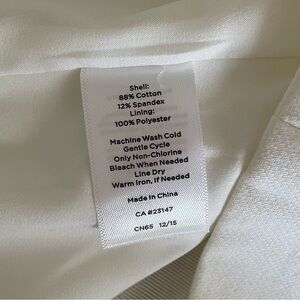 Shell:
88% Cotton
12% Spandex
Lining:
100% Polyester
Machine Wash Cold
Gentle Cycle
Only Non-Chlorine
Bleach When Needed
Line Dry
Warm Iron, if Needed
Made in China
CA #23147
CN65 12/15